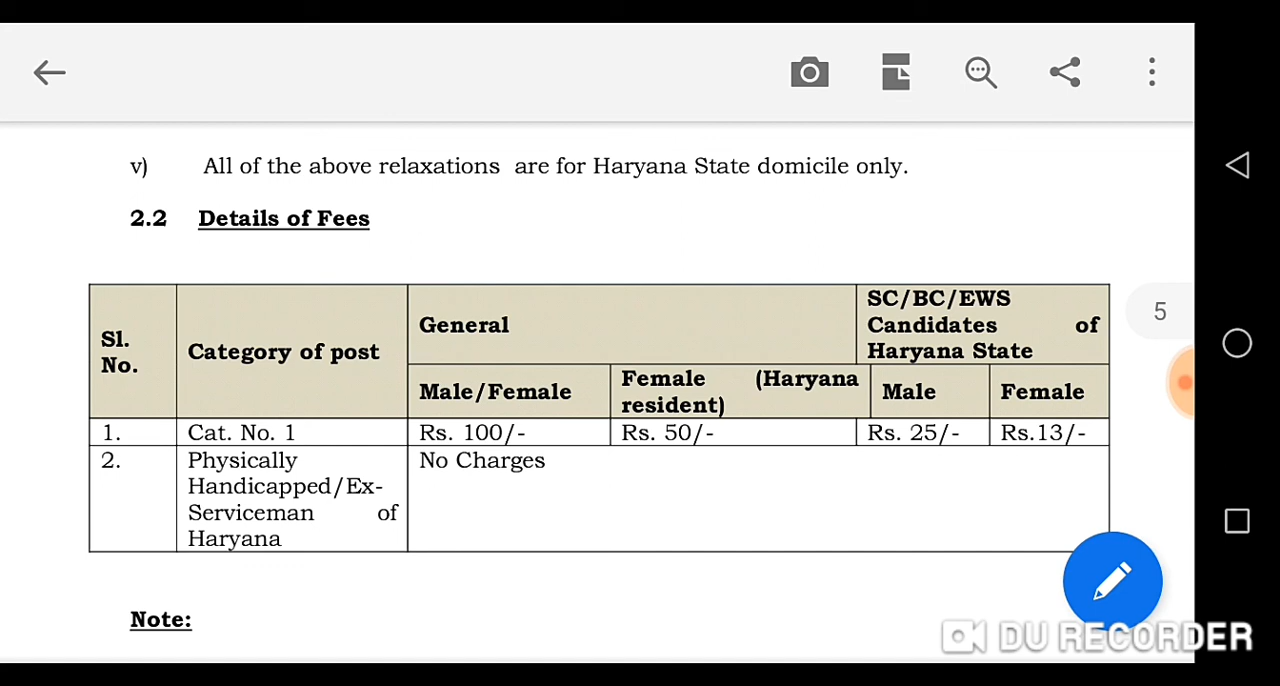 v) All of the above relaxations are for Haryana State domicile only.
2.2 Details of Fees
Sl. No. Category of post General SC/BC/EWS Candidates of Haryana State
Male/Female Female (Haryana resident) Male Female
1. Cat. No. 1 Rs. 100/- Rs. 50/- Rs. 25/- Rs.13/-
2. Physically Handicapped/Ex-Serviceman of Haryana No Charges
5
Note:
DU RECORDER